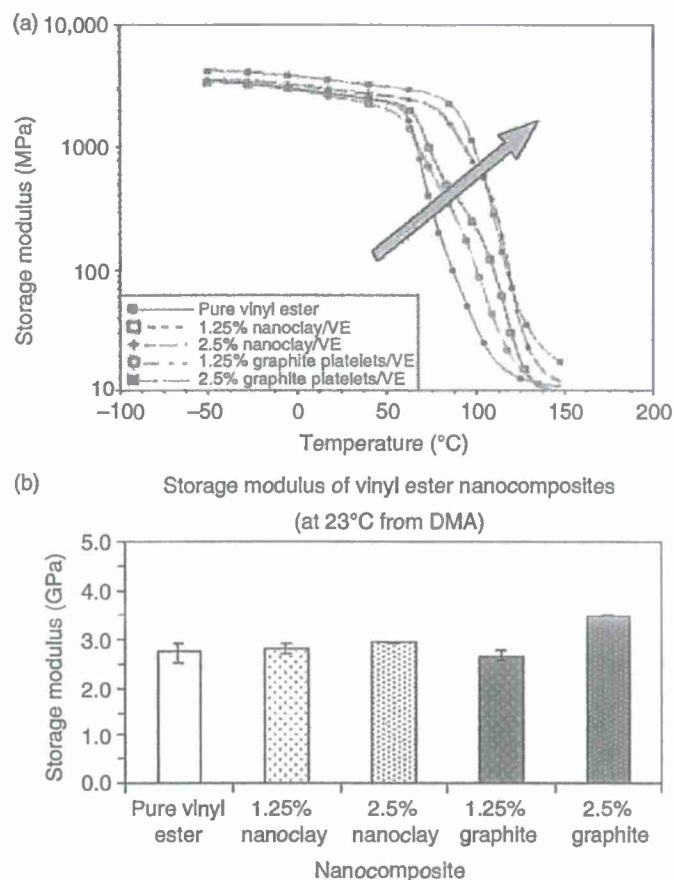 (a)
10,000
1000
100
10
Storage modulus (MPa)
Pure vinyl ester
1.25% nanoclay/VE
2.5% nanoclay/VE
1.25% graphite platelets/VE
2.5% graphite platelets/VE
−100
−50
0
50
100
150
200
Temperature (°C)
(b)
Storage modulus of vinyl ester nanocomposites
(at 23°C from DMA)
Storage modulus (GPa)
5.0
4.0
3.0
2.0
1.0
0.0
Pure vinyl
ester
1.25%
nanoclay
2.5%
nanoclay
1.25%
graphite
2.5%
graphite
Nanocomposite